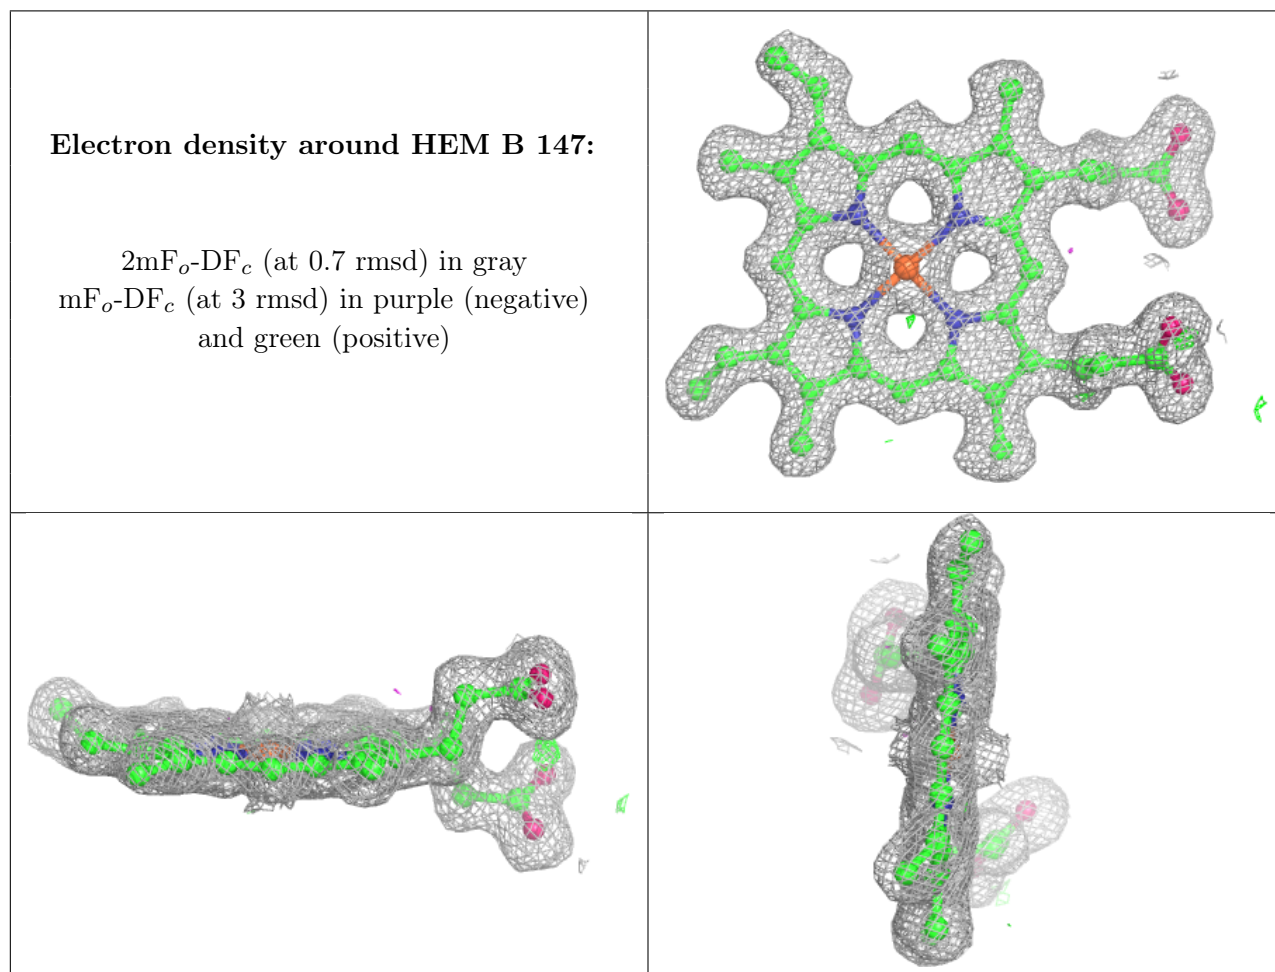 Electron density around HEM B 147:
2mFo-DFc (at 0.7 rmsd) in gray
mFo-DFc (at 3 rmsd) in purple (negative)
and green (positive)